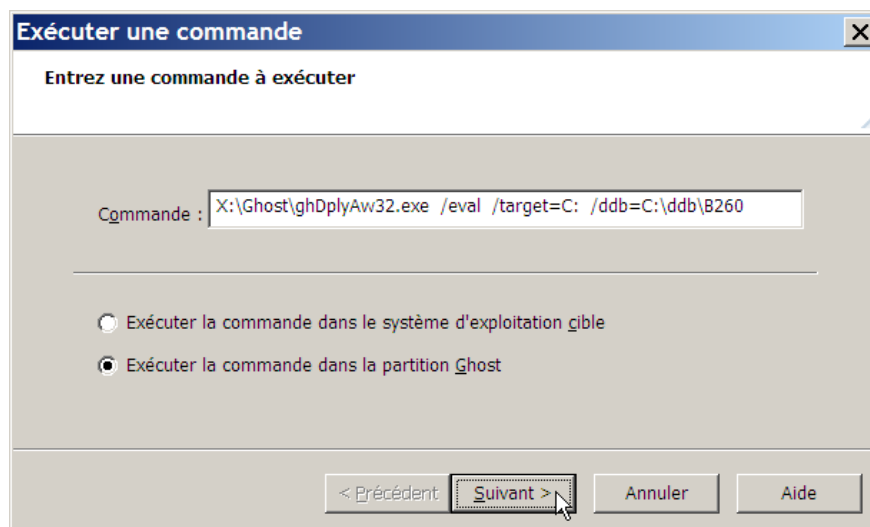 Exécuter une commande
Entrez une commande à exécuter
Commande : X:\Ghost\ghDplyAw32.exe /eval /target=C: /ddb=C:\ddb\B260
Exécuter la commande dans le système d'exploitation cible
Exécuter la commande dans la partition Ghost
< Précédent Suivant > Annuler Aide